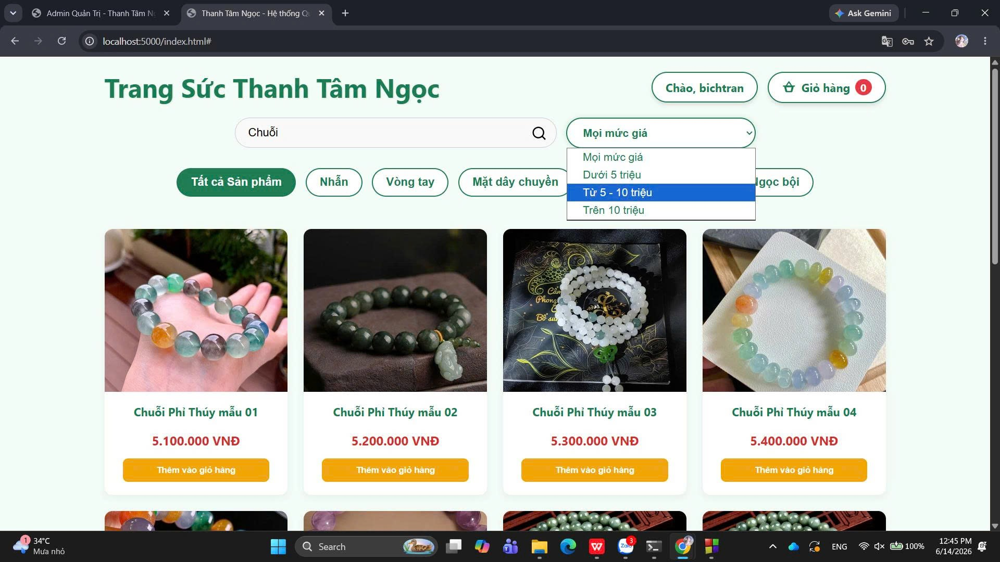 Admin Quản Trị - Thanh Tâm
Thanh Tâm Ngọc - Hệ thống
Ask Gemini
localhost:5000/index.html#
Trang Sức Thanh Tâm Ngọc
Chào, bichtran
Giỏ hàng 0
Chuỗi
Mọi mức giá
Mọi mức giá
Dưới 5 triệu
Từ 5 - 10 triệu
Trên 10 triệu
Tất cả Sản phẩm
Nhẫn
Vòng tay
Mặt dây chuyền
Ngọc bội
Chuỗi Phỉ Thúy mẫu 01
Chuỗi Phỉ Thúy mẫu 02
Chuỗi Phỉ Thúy mẫu 03
Chuỗi Phỉ Thúy mẫu 04
5.100.000 VNĐ
5.200.000 VNĐ
5.300.000 VNĐ
5.400.000 VNĐ
Thêm vào giỏ hàng
Thêm vào giỏ hàng
Thêm vào giỏ hàng
Thêm vào giỏ hàng
1
34°C
Mưa nhỏ
Search
Zalo
3
ENG
100%
12:45 PM
6/14/2026